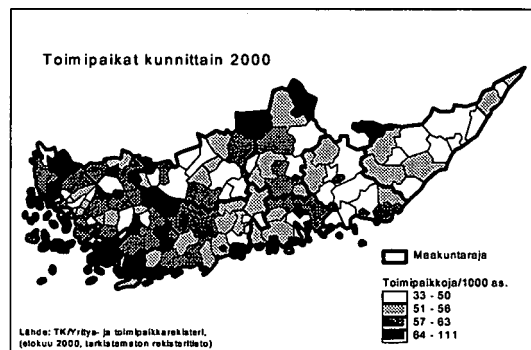 Toimipaikat kunnittain 2000
Maakuntaraja
Toimipaikkoja/1000 as.
33 - 50
51 - 56
57 - 63
64 - 111
Lähde: TK/Yritys- ja toimipaikkarekisteri,
(elokuu 2000, tarkistamaton rekisteritieto)